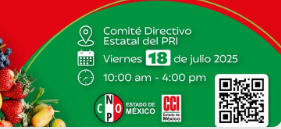 Comité Directivo
Estatal del PRI
Viernes 18 de julio 2025
10:00 am - 4:00 pm
CNOP ESTADO DE MÉXICO
CCI
Estado de México